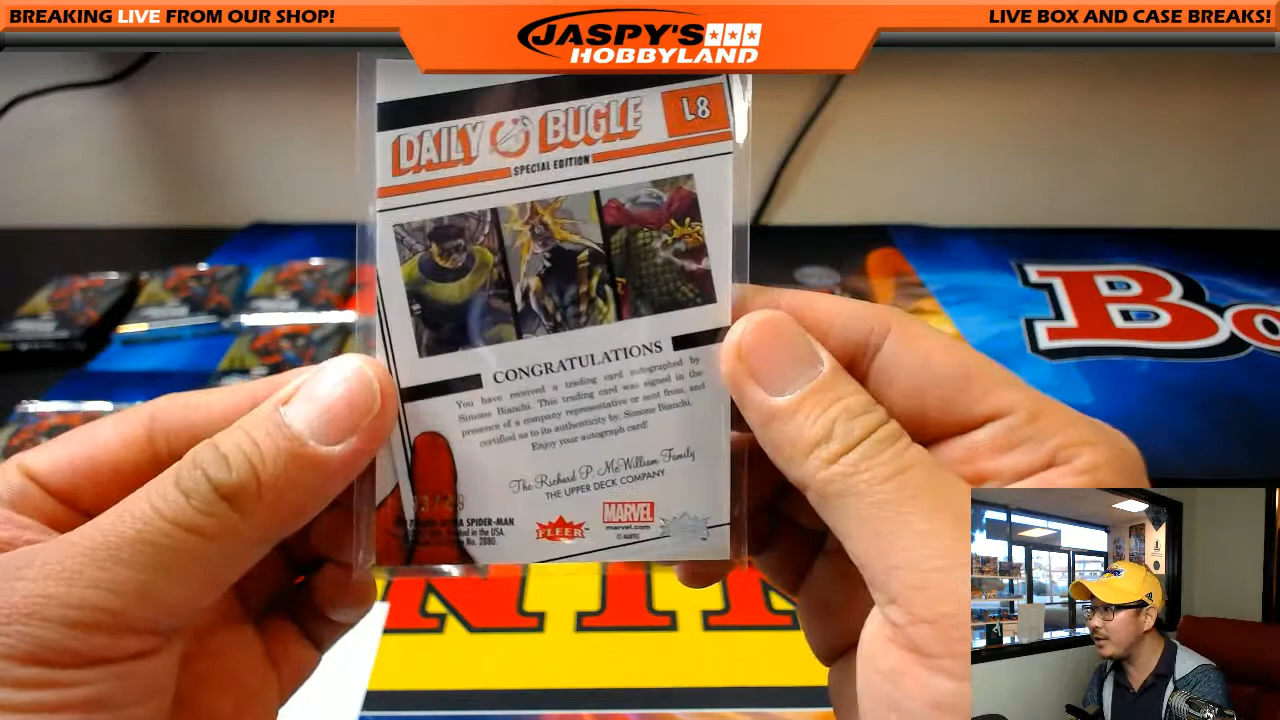 BREAKING LIVE FROM OUR SHOP!
JASPY'S
HOBBYLAND
LIVE BOX AND CASE BREAKS!
DAILY BUGLE
L8
SPECIAL EDITION
CONGRATULATIONS
You have received a trading card autographed by
Simone Bianchi. This trading card was signed in the
presence of a company representative or sent from, and
certified as to its authenticity by, Simone Bianchi.
Enjoy your autograph card!
The Richard P. McWilliam Family
THE UPPER DECK COMPANY
SPIDER-MAN
in the USA.
No. 2880.
FLEER
MARVEL
marvel.com
© MARVEL
B